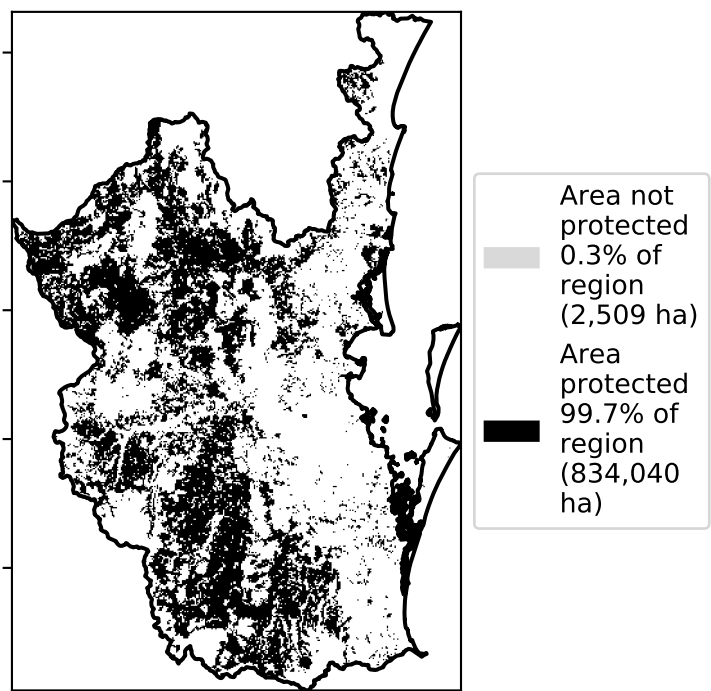 Area not
protected
0.3% of
region
(2,509 ha)
Area
protected
99.7% of
region
(834,040
ha)